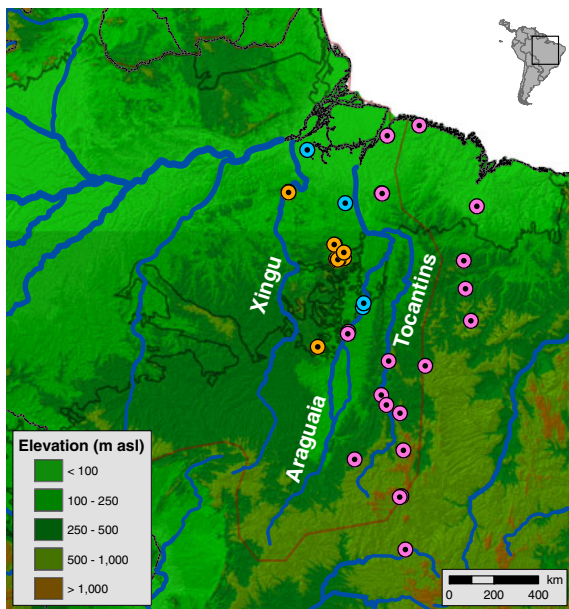 Xingu
Tocantins
Araguaia
Elevation (m asl)
< 100
100 - 250
250 - 500
500 - 1,000
> 1,000
km
0 200 400